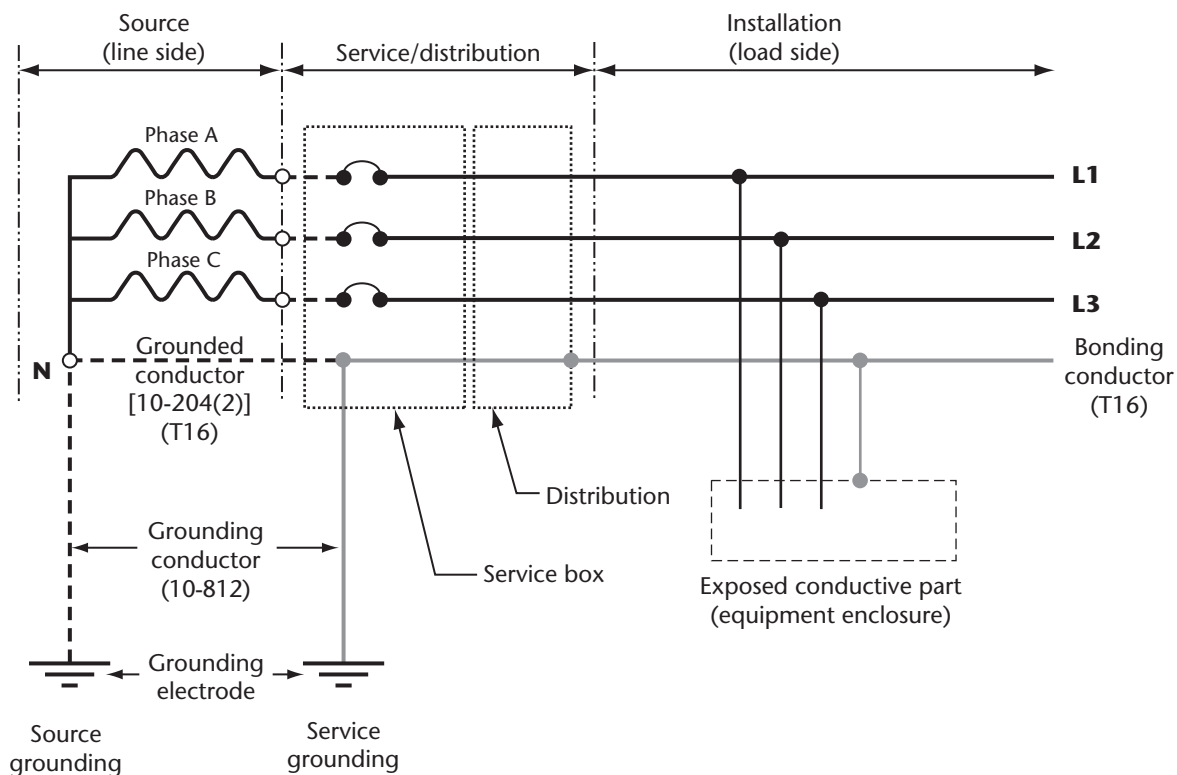 Source
(line side)
Service/distribution
Installation
(load side)
Phase A
L1
Phase B
L2
Phase C
L3
N
Grounded
conductor
[10-204(2)]
(T16)
Bonding
conductor
(T16)
Distribution
Grounding
conductor
(10-812)
Service box
Exposed conductive part
(equipment enclosure)
Grounding
electrode
Source
grounding
Service
grounding